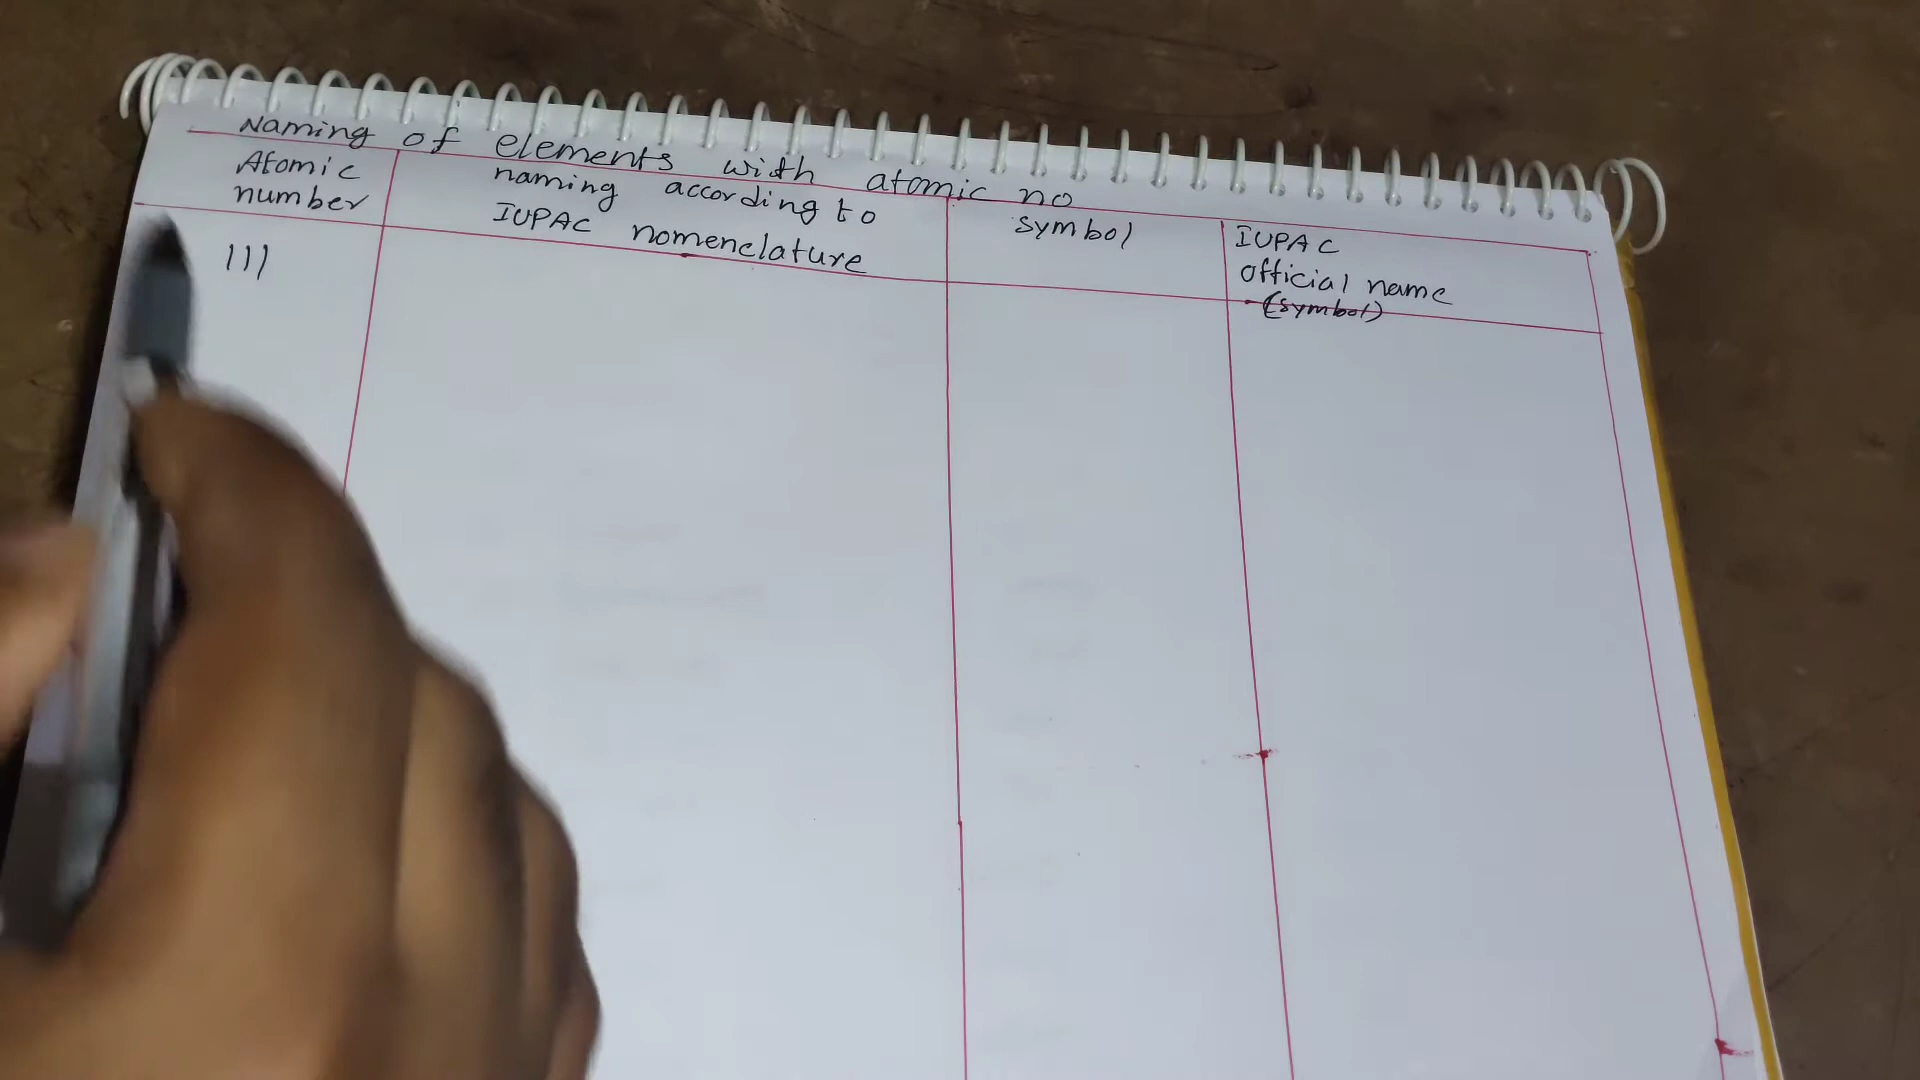 Naming of elements with atomic no
Atomic
number
naming according to
IUPAC nomenclature
symbol
IUPAC
official name
(symbol)
111